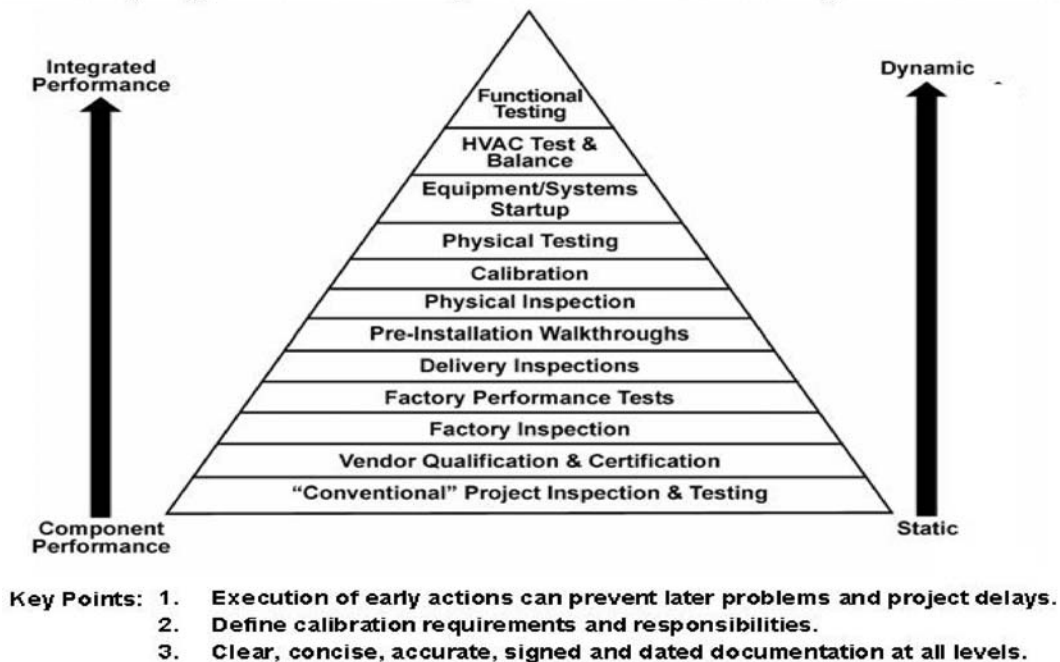 Integrated
Performance
Dynamic
Functional
Testing
HVAC Test &
Balance
Equipment/Systems
Startup
Physical Testing
Calibration
Physical Inspection
Pre-Installation Walkthroughs
Delivery Inspections
Factory Performance Tests
Factory Inspection
Vendor Qualification & Certification
“Conventional” Project Inspection & Testing
Component
Performance
Static
Key Points: 1. Execution of early actions can prevent later problems and project delays.
2. Define calibration requirements and responsibilities.
3. Clear, concise, accurate, signed and dated documentation at all levels.